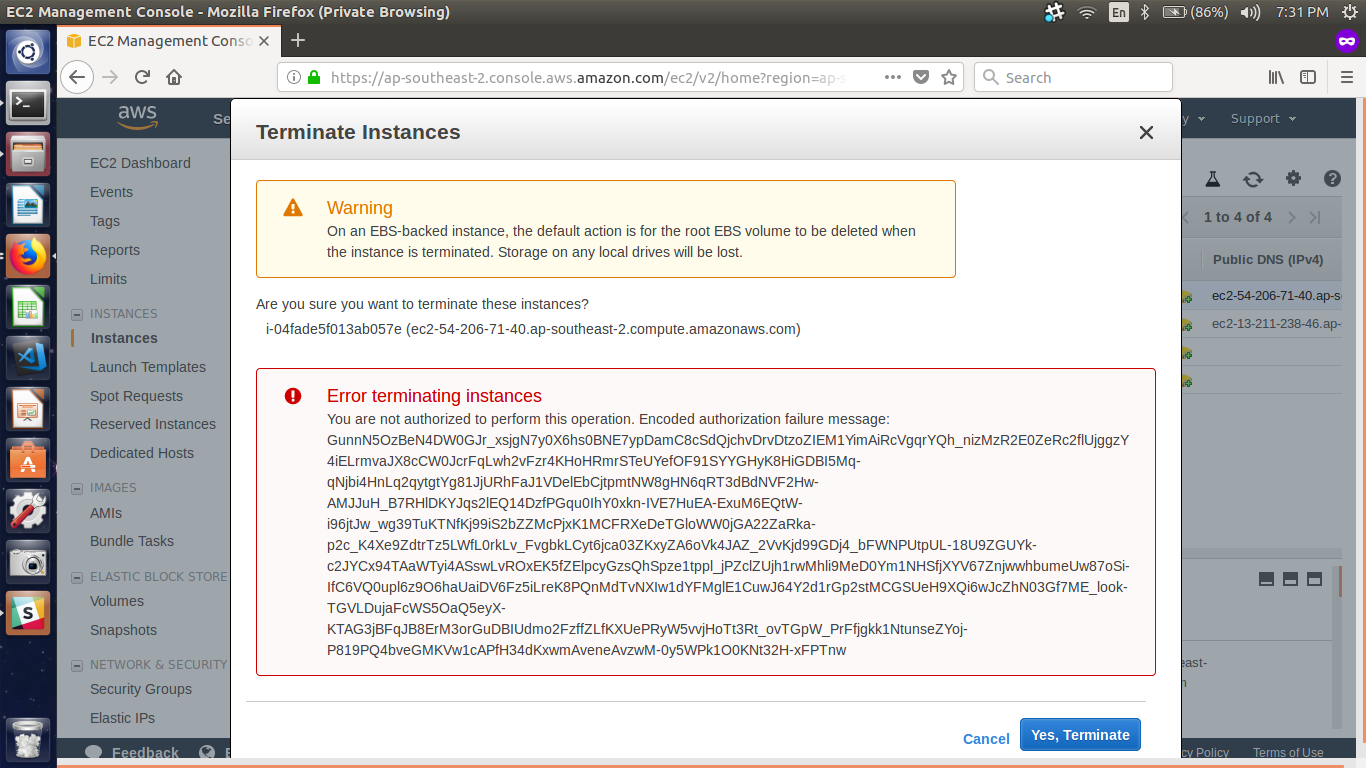 EC2 Management Console - Mozilla Firefox (Private Browsing)
En
(86%)
7:31 PM
EC2 Management Conso
https://ap-southeast-2.console.aws.amazon.com/ec2/v2/home?region=ap-s
Search
aws
Se
y
Support
EC2 Dashboard
Events
Tags
Reports
Limits
INSTANCES
Instances
Launch Templates
Spot Requests
Reserved Instances
Dedicated Hosts
IMAGES
AMIs
Bundle Tasks
ELASTIC BLOCK STORE
Volumes
Snapshots
NETWORK & SECURITY
Security Groups
Elastic IPs
Feedback
Terminate Instances
Warning
On an EBS-backed instance, the default action is for the root EBS volume to be deleted when
the instance is terminated. Storage on any local drives will be lost.
Are you sure you want to terminate these instances?
i-04fade5f013ab057e (ec2-54-206-71-40.ap-southeast-2.compute.amazonaws.com)
Error terminating instances
You are not authorized to perform this operation. Encoded authorization failure message:
GunnN5OzBeN4DW0GJr_xsjgN7y0X6hs0BNE7ypDamC8cSdQjchvDrvDtzoZIEM1YimAiRcVgqrYQh_nizMzR2E0ZeRc2flUjggzY
4iELrmvaJX8cCW0JcrFqLwh2vFzr4KHoHRmrSTeUYefOF91SYYGHyK8HiGDBI5Mq-
qNjbi4HnLq2qytgtYg81JjURhFaJ1VDelEbCjtpmtNW8gHN6qRT3dBdNVF2Hw-
AMJJuH_B7RHlDKYJqs2lEQ14DzfPGqu0IhY0xkn-IVE7HuEA-ExuM6EQtW-
i96jtJw_wg39TuKTNfKj99iS2bZZMcPjxK1MCFRXeDeTGloWW0jGA22ZaRka-
p2c_K4Xe9ZdtrTz5LWfL0rkLv_FvgbkLCyt6jca03ZKxyZA6oVk4JAZ_2VvKjd99GDj4_bFWNPUtpUL-18U9ZGUYk-
c2JYCx94TAaWTyi4ASswLvROxEK5fZElpcyGzsQhSpze1tppl_jPZclZUjh1rwMhli9MeD0Ym1NHSfjXYV67ZnjwwhbumeUw87oSi-
IfC6VQ0upl6z9O6haUaiDV6Fz5iLreK8PQnMdTvNXIw1dYFMglE1CuwJ64Y2d1rGp2stMCGSUeH9XQi6wJcZhN03Gf7ME_look-
TGVLDujaFcWS5OaQ5eyX-
KTAG3jBFqJB8ErM3orGuDBIUdmo2FzffZLfKXUePRyW5vvjHoTt3Rt_ovTGpW_PrFfjgkk1NtunseZYoj-
P819PQ4bveGMKVw1cAPfH34dKxwmAveneAvzwM-0y5WPk1O0KNt32H-xFPTnw
Cancel
Yes, Terminate
1 to 4 of 4
Public DNS (IPv4)
ec2-54-206-71-40.ap-s
ec2-13-211-238-46.ap-
east-
cy Policy
Terms of Use